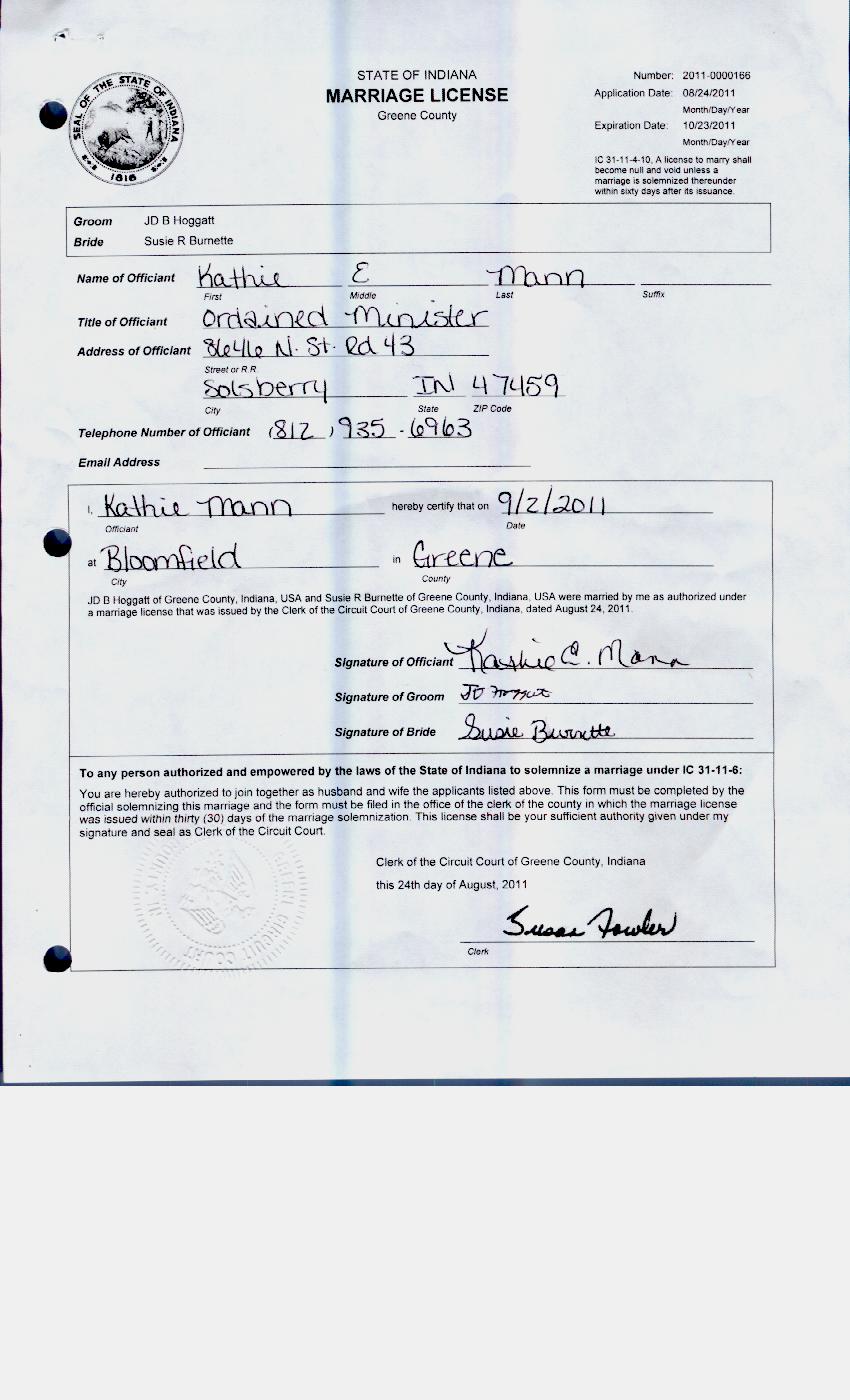 SEAL OF THE STATE OF INDIANA
1816
STATE OF INDIANA
MARRIAGE LICENSE
Greene County
Number: 2011-0000166
Application Date: 08/24/2011
Month/Day/Year
Expiration Date: 10/23/2011
Month/Day/Year
IC 31-11-4-10, A license to marry shall
become null and void unless a
marriage is solemnized thereunder
within sixty days after its issuance.
Groom JD B Hoggatt
Bride Susie R Burnette
Name of Officiant Kathie E Mann
First Middle Last Suffix
Title of Officiant Ordained Minister
Address of Officiant 8646 N. St. Rd 43
Street or R.R.
Solsberry IN 47459
City State ZIP Code
Telephone Number of Officiant (812) 935-6963
Email Address
I, Kathie Mann hereby certify that on 9/2/2011
Officiant Date
at Bloomfield in Greene
City County
JD B Hoggatt of Greene County, Indiana, USA and Susie R Burnette of Greene County, Indiana, USA were married by me as authorized under
a marriage license that was issued by the Clerk of the Circuit Court of Greene County, Indiana, dated August 24, 2011.
Signature of Officiant Kathie E. Mann
Signature of Groom JD Hoggatt
Signature of Bride Susie Burnette
To any person authorized and empowered by the laws of the State of Indiana to solemnize a marriage under IC 31-11-6:
You are hereby authorized to join together as husband and wife the applicants listed above. This form must be completed by the
official solemnizing this marriage and the form must be filed in the office of the clerk of the county in which the marriage license
was issued within thirty (30) days of the marriage solemnization. This license shall be your sufficient authority given under my
signature and seal as Clerk of the Circuit Court.
Clerk of the Circuit Court of Greene County, Indiana
this 24th day of August, 2011
Susan Fowler
Clerk